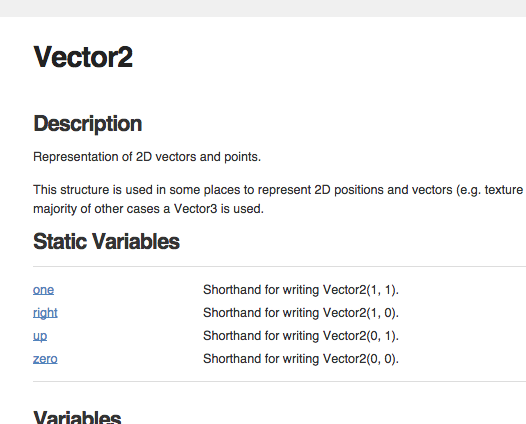 Vector2
Description
Representation of 2D vectors and points.
This structure is used in some places to represent 2D positions and vectors (e.g. texture
majority of other cases a Vector3 is used.
Static Variables
one Shorthand for writing Vector2(1, 1).
right Shorthand for writing Vector2(1, 0).
up Shorthand for writing Vector2(0, 1).
zero Shorthand for writing Vector2(0, 0).
Variables